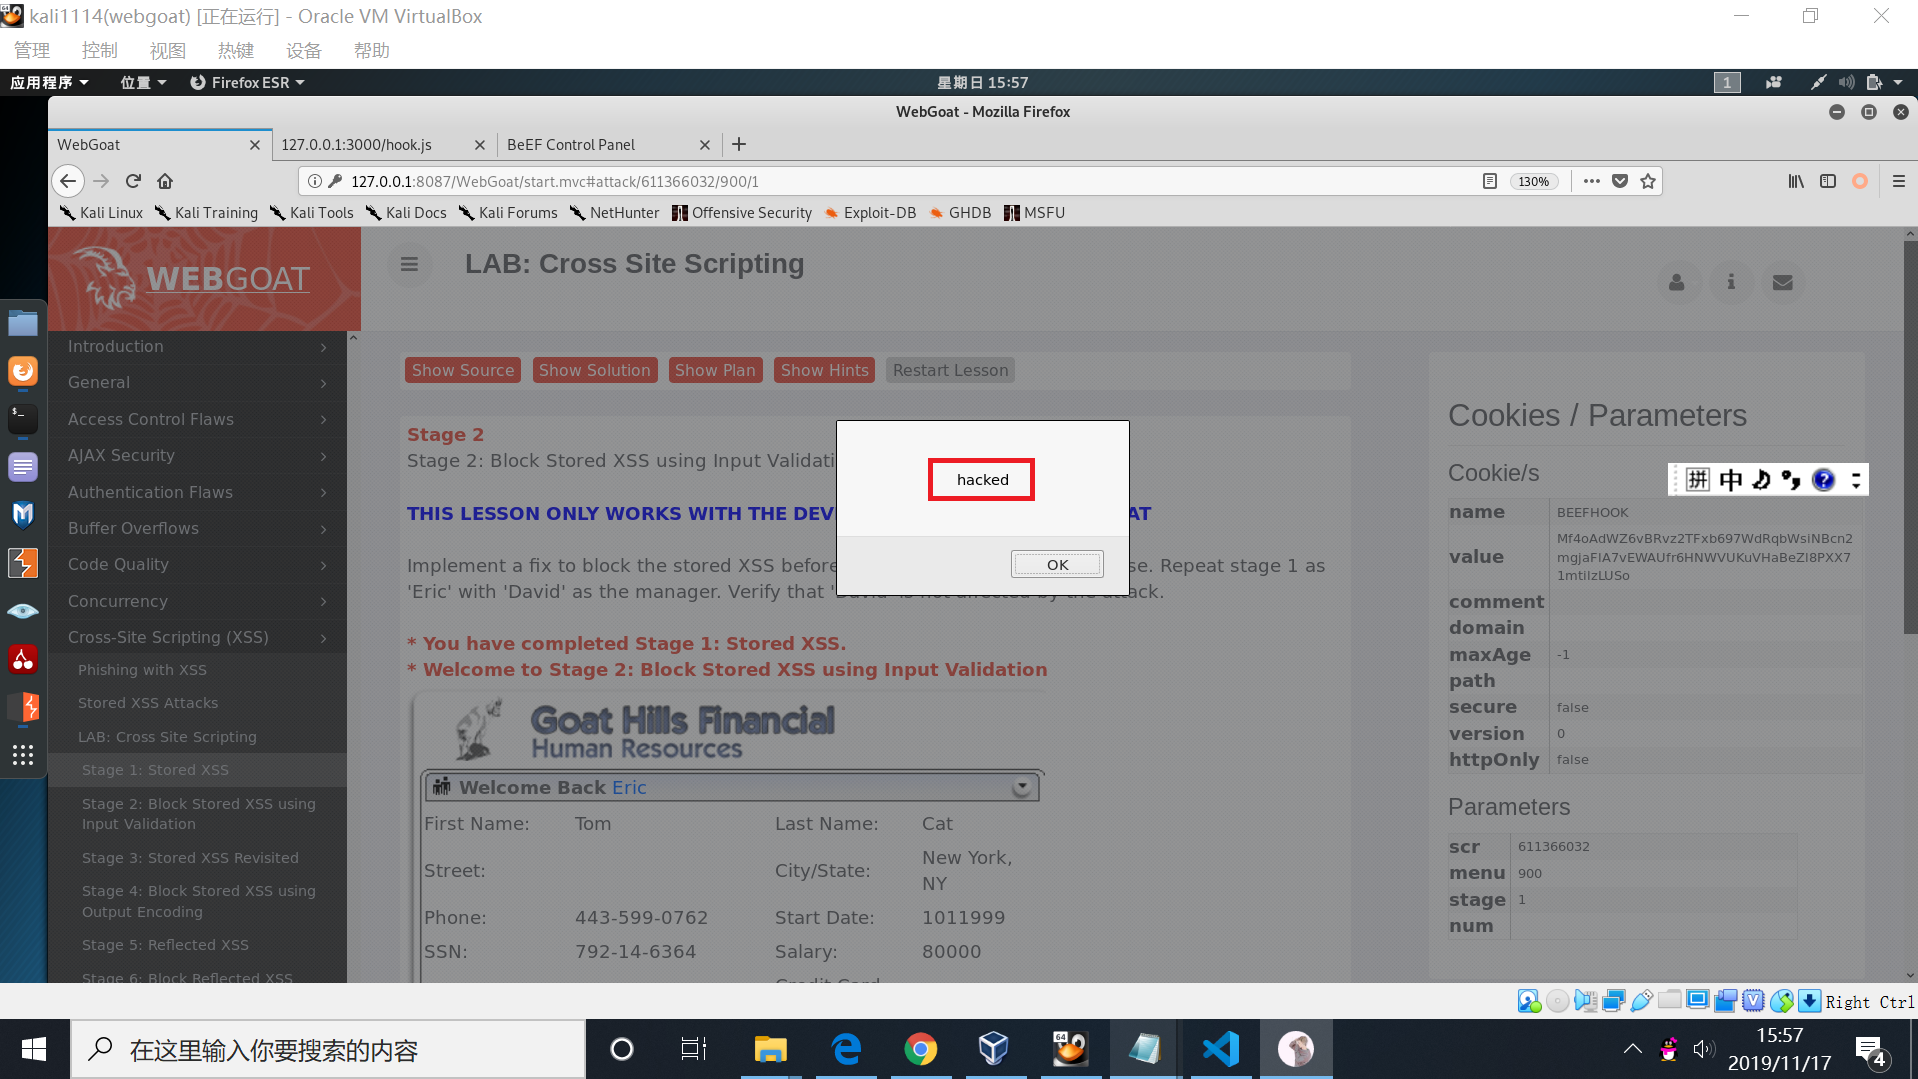 kali1114(webgoat) [正在运行] - Oracle VM VirtualBox
管理 控制 视图 热键 设备 帮助
应用程序 位置 Firefox ESR 星期日 15:57 1
WebGoat - Mozilla Firefox
WebGoat 127.0.0.1:3000/hook.js BeEF Control Panel
127.0.0.1:8087/WebGoat/start.mvc#attack/611366032/900/1 130%
Kali Linux Kali Training Kali Tools Kali Docs Kali Forums NetHunter Offensive Security Exploit-DB GHDB MSFU
WEBGOAT
LAB: Cross Site Scripting
Introduction
General
Access Control Flaws
AJAX Security
Authentication Flaws
Buffer Overflows
Code Quality
Concurrency
Cross-Site Scripting (XSS)
Phishing with XSS
Stored XSS Attacks
LAB: Cross Site Scripting
Stage 1: Stored XSS
Stage 2: Block Stored XSS using
Input Validation
Stage 3: Stored XSS Revisited
Stage 4: Block Stored XSS using
Output Encoding
Stage 5: Reflected XSS
Stage 6: Block Reflected XSS
Show Source Show Solution Show Plan Show Hints Restart Lesson
Stage 2
Stage 2: Block Stored XSS using Input Validati
THIS LESSON ONLY WORKS WITH THE DEV AT
Implement a fix to block the stored XSS before se. Repeat stage 1 as
'Eric' with 'David' as the manager. Verify that 'David' is not affected by the attack.
* You have completed Stage 1: Stored XSS.
* Welcome to Stage 2: Block Stored XSS using Input Validation
Goat Hills Financial
Human Resources
Welcome Back Eric
First Name: Tom Last Name: Cat
Street: City/State: New York,
NY
Phone: 443-599-0762 Start Date: 1011999
SSN: 792-14-6364 Salary: 80000
Credit Card
hacked
OK
Cookies / Parameters
Cookie/s
name BEEFHOOK
value Mf4oAdWZ6vBRvz2TFxb697WdRqbWsiNBcn2
mgjaFIA7vEWAUfr6HNWVUKuVHaBeZl8PXX7
1mtiIzLUSo
comment
domain
maxAge -1
path
secure false
version 0
httpOnly false
Parameters
scr 611366032
menu 900
stage 1
num
拼 中
Right Ctrl
在这里输入你要搜索的内容
64
15:57
2019/11/17
4